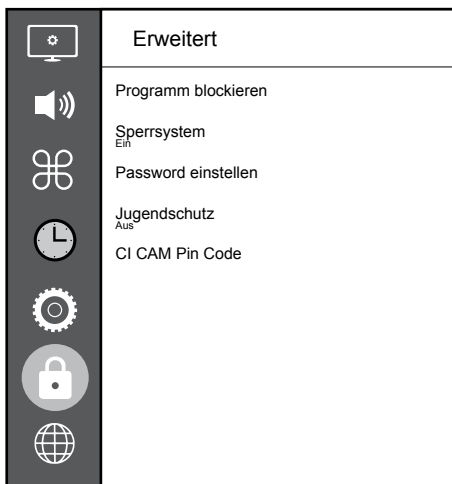 Erweitert
Programm blockieren
Sperrsystem
Ein
Password einstellen
Jugendschutz
Aus
CI CAM Pin Code